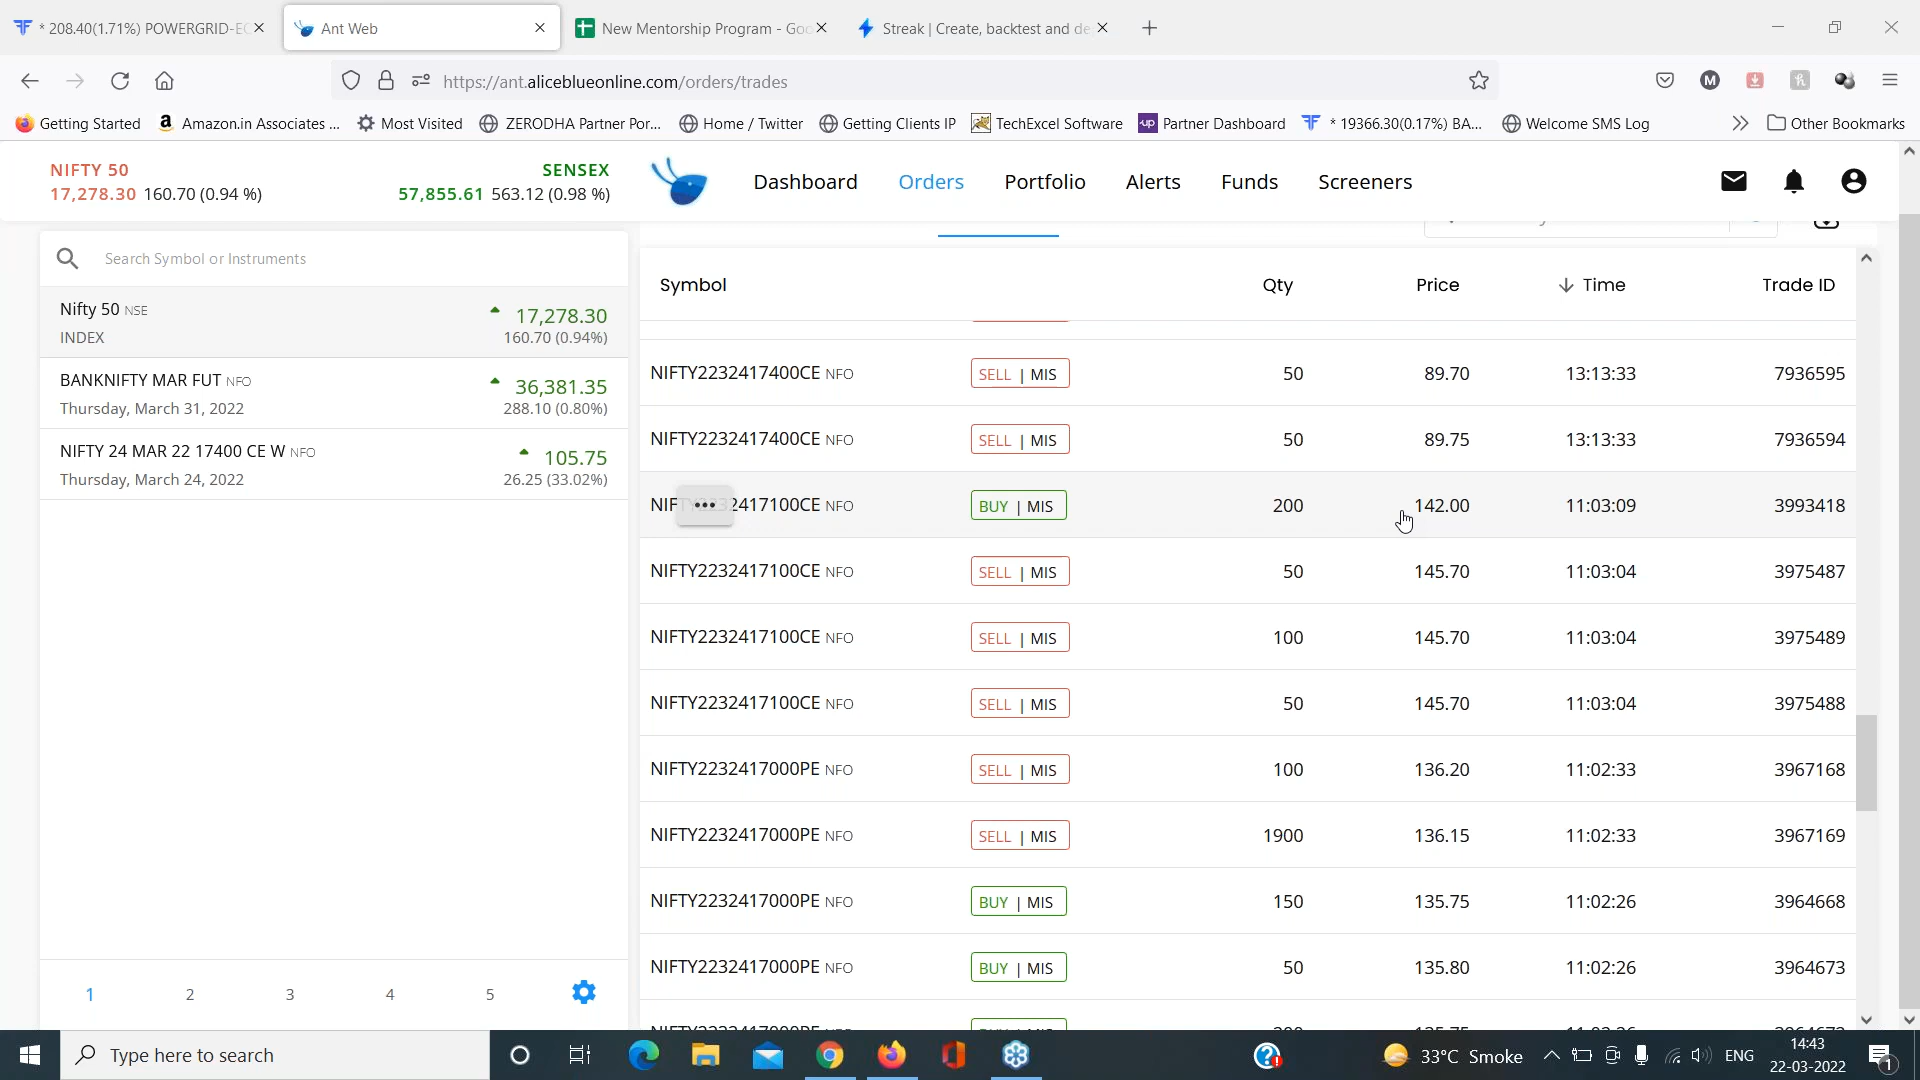 * 208.40(1.71%) POWERGRID-EC
Ant Web
New Mentorship Program - Goo
Streak | Create, backtest and de
https://ant.aliceblueonline.com/orders/trades
Getting Started
Amazon.in Associates ...
Most Visited
ZERODHA Partner Por...
Home / Twitter
Getting Clients IP
TechExcel Software
Partner Dashboard
* 19366.30(0.17%) BA...
Welcome SMS Log
Other Bookmarks
NIFTY 50
17,278.30 160.70 (0.94 %)
SENSEX
57,855.61 563.12 (0.98 %)
Dashboard Orders Portfolio Alerts Funds Screeners
Search Symbol or Instruments
Nifty 50 NSE 17,278.30
INDEX 160.70 (0.94%)
BANKNIFTY MAR FUT NFO 36,381.35
Thursday, March 31, 2022 288.10 (0.80%)
NIFTY 24 MAR 22 17400 CE W NFO 105.75
Thursday, March 24, 2022 26.25 (33.02%)
1 2 3 4 5
Symbol Qty Price Time Trade ID
NIFTY2232417400CE NFO SELL | MIS 50 89.70 13:13:33 7936595
NIFTY2232417400CE NFO SELL | MIS 50 89.75 13:13:33 7936594
NIFTY2232417100CE NFO BUY | MIS 200 142.00 11:03:09 3993418
NIFTY2232417100CE NFO SELL | MIS 50 145.70 11:03:04 3975487
NIFTY2232417100CE NFO SELL | MIS 100 145.70 11:03:04 3975489
NIFTY2232417100CE NFO SELL | MIS 50 145.70 11:03:04 3975488
NIFTY2232417000PE NFO SELL | MIS 100 136.20 11:02:33 3967168
NIFTY2232417000PE NFO SELL | MIS 1900 136.15 11:02:33 3967169
NIFTY2232417000PE NFO BUY | MIS 150 135.75 11:02:26 3964668
NIFTY2232417000PE NFO BUY | MIS 50 135.80 11:02:26 3964673
Type here to search
33°C Smoke
ENG
14:43
22-03-2022
1